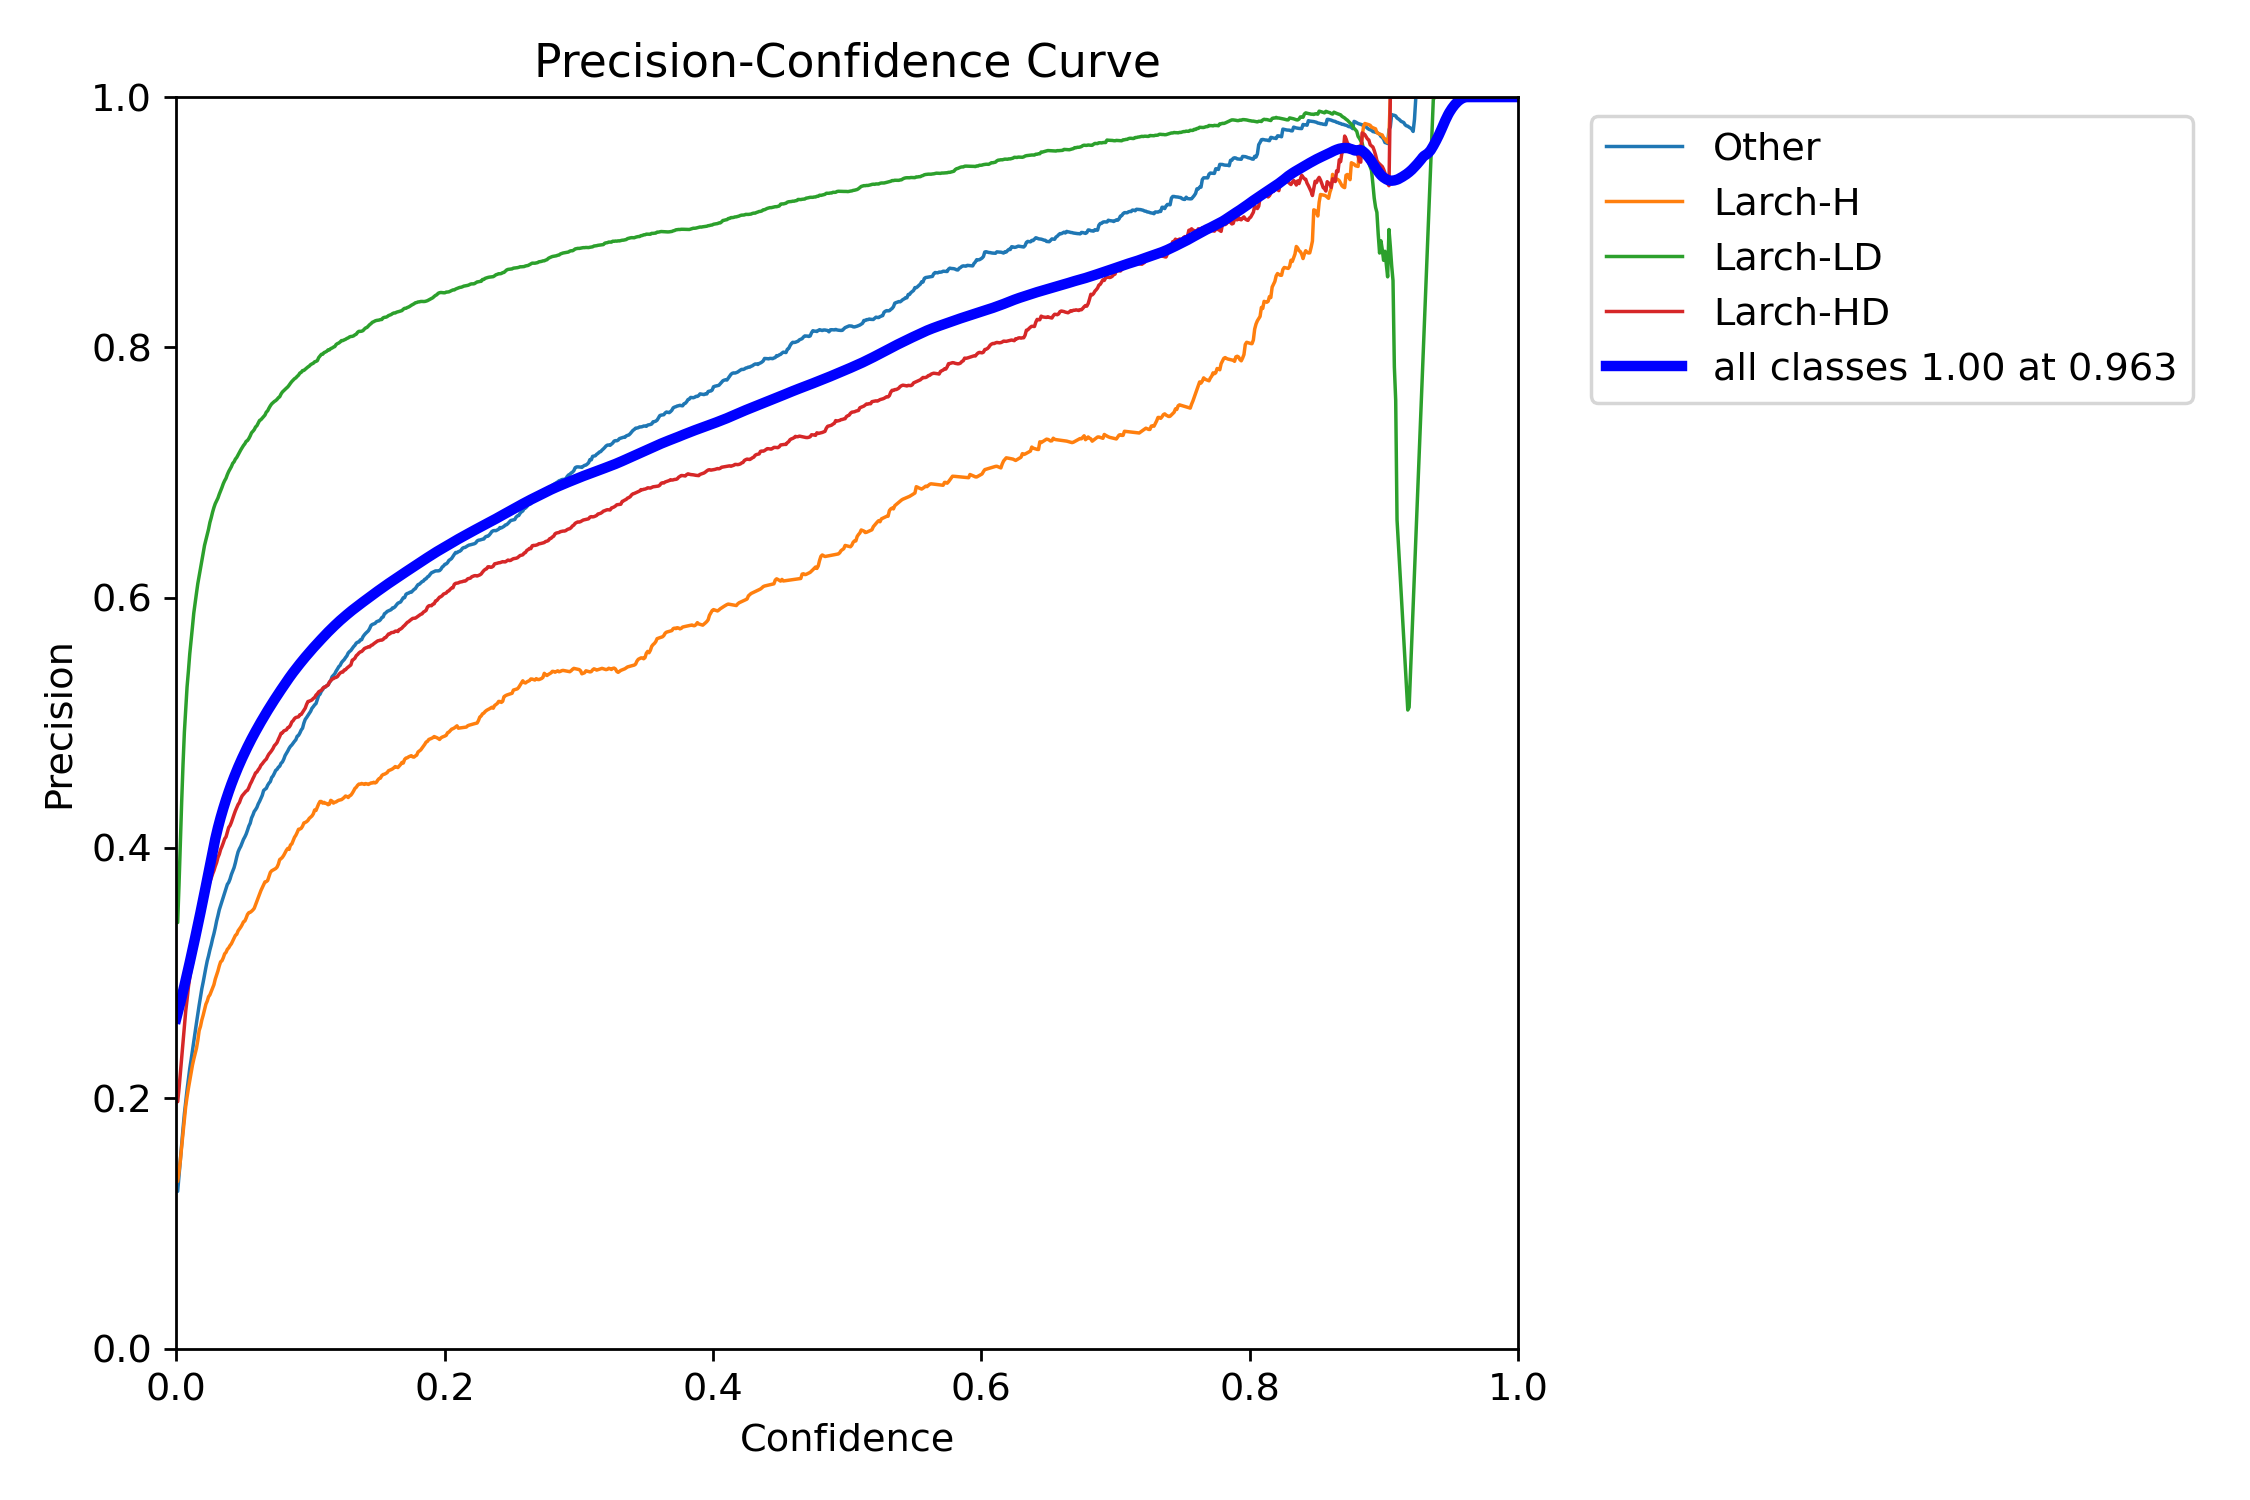 Precision-Confidence Curve
1.0
0.8
0.6
0.4
0.2
0.0
Precision
0.0 0.2 0.4 0.6 0.8 1.0
Confidence
Other
Larch-H
Larch-LD
Larch-HD
all classes 1.00 at 0.963